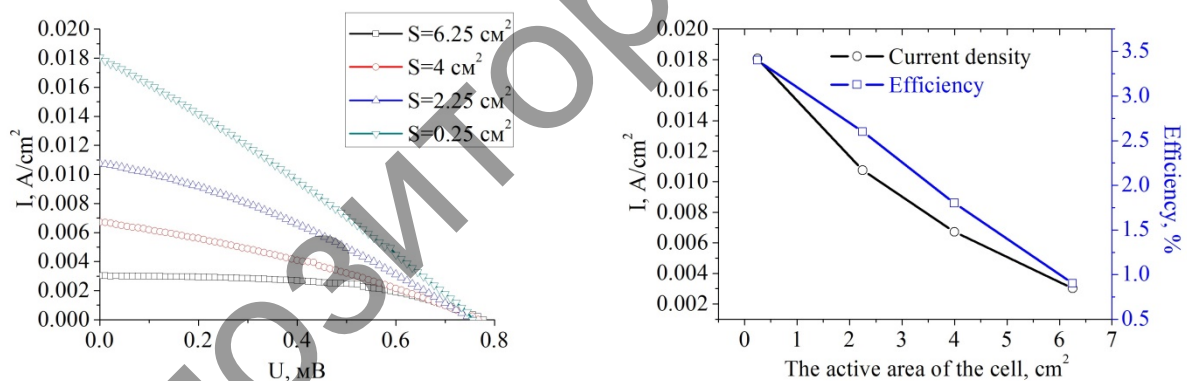 0.020
0.018
0.016
0.014
0.012
0.010
0.008
0.006
0.004
0.002
0.000
I, A/cm²
0.0 0.2 0.4 0.6 0.8
U, мВ
S=6.25 см²
S=4 см²
S=2.25 см²
S=0.25 см²
0.020
0.018
0.016
0.014
0.012
0.010
0.008
0.006
0.004
0.002
I, A/cm²
Current density
Efficiency
3.5
3.0
2.5
2.0
1.5
1.0
0.5
Efficiency, %
0 1 2 3 4 5 6 7
The active area of the cell, cm²
позитор